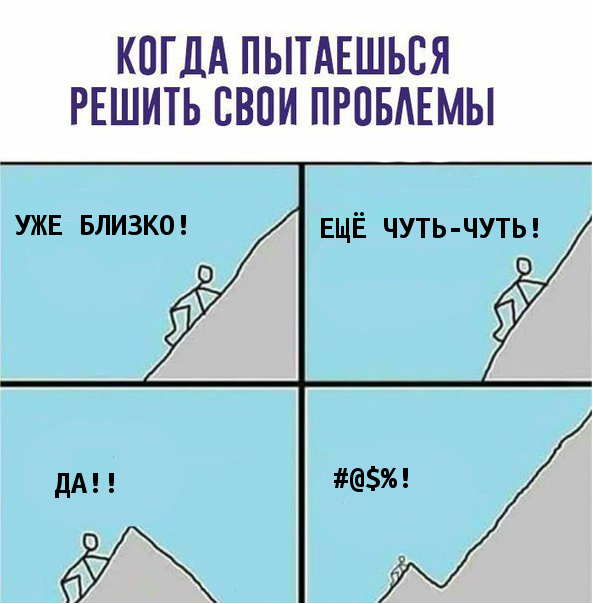 КОГДА ПЫТАЕШЬСЯ
РЕШИТЬ СВОИ ПРОБЛЕМЫ
УЖЕ БЛИЗКО!
ЕЩЁ ЧУТЬ-ЧУТЬ!
ДА!!
#@$%!